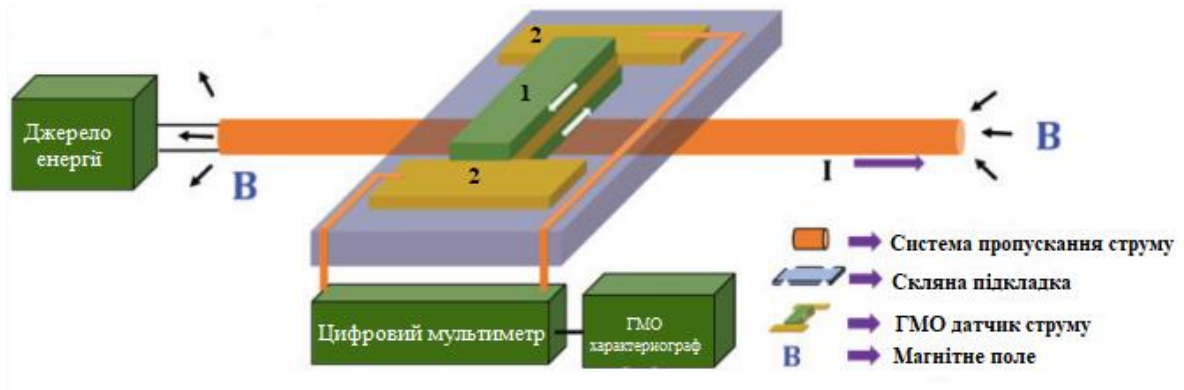 2
1
Джерело
енергії
B
2
B
I
Система пропускання струму
Скляна підкладка
Цифровий мультиметр
ГМО
характериограф
ГМО датчик струму
B
Магнітне поле